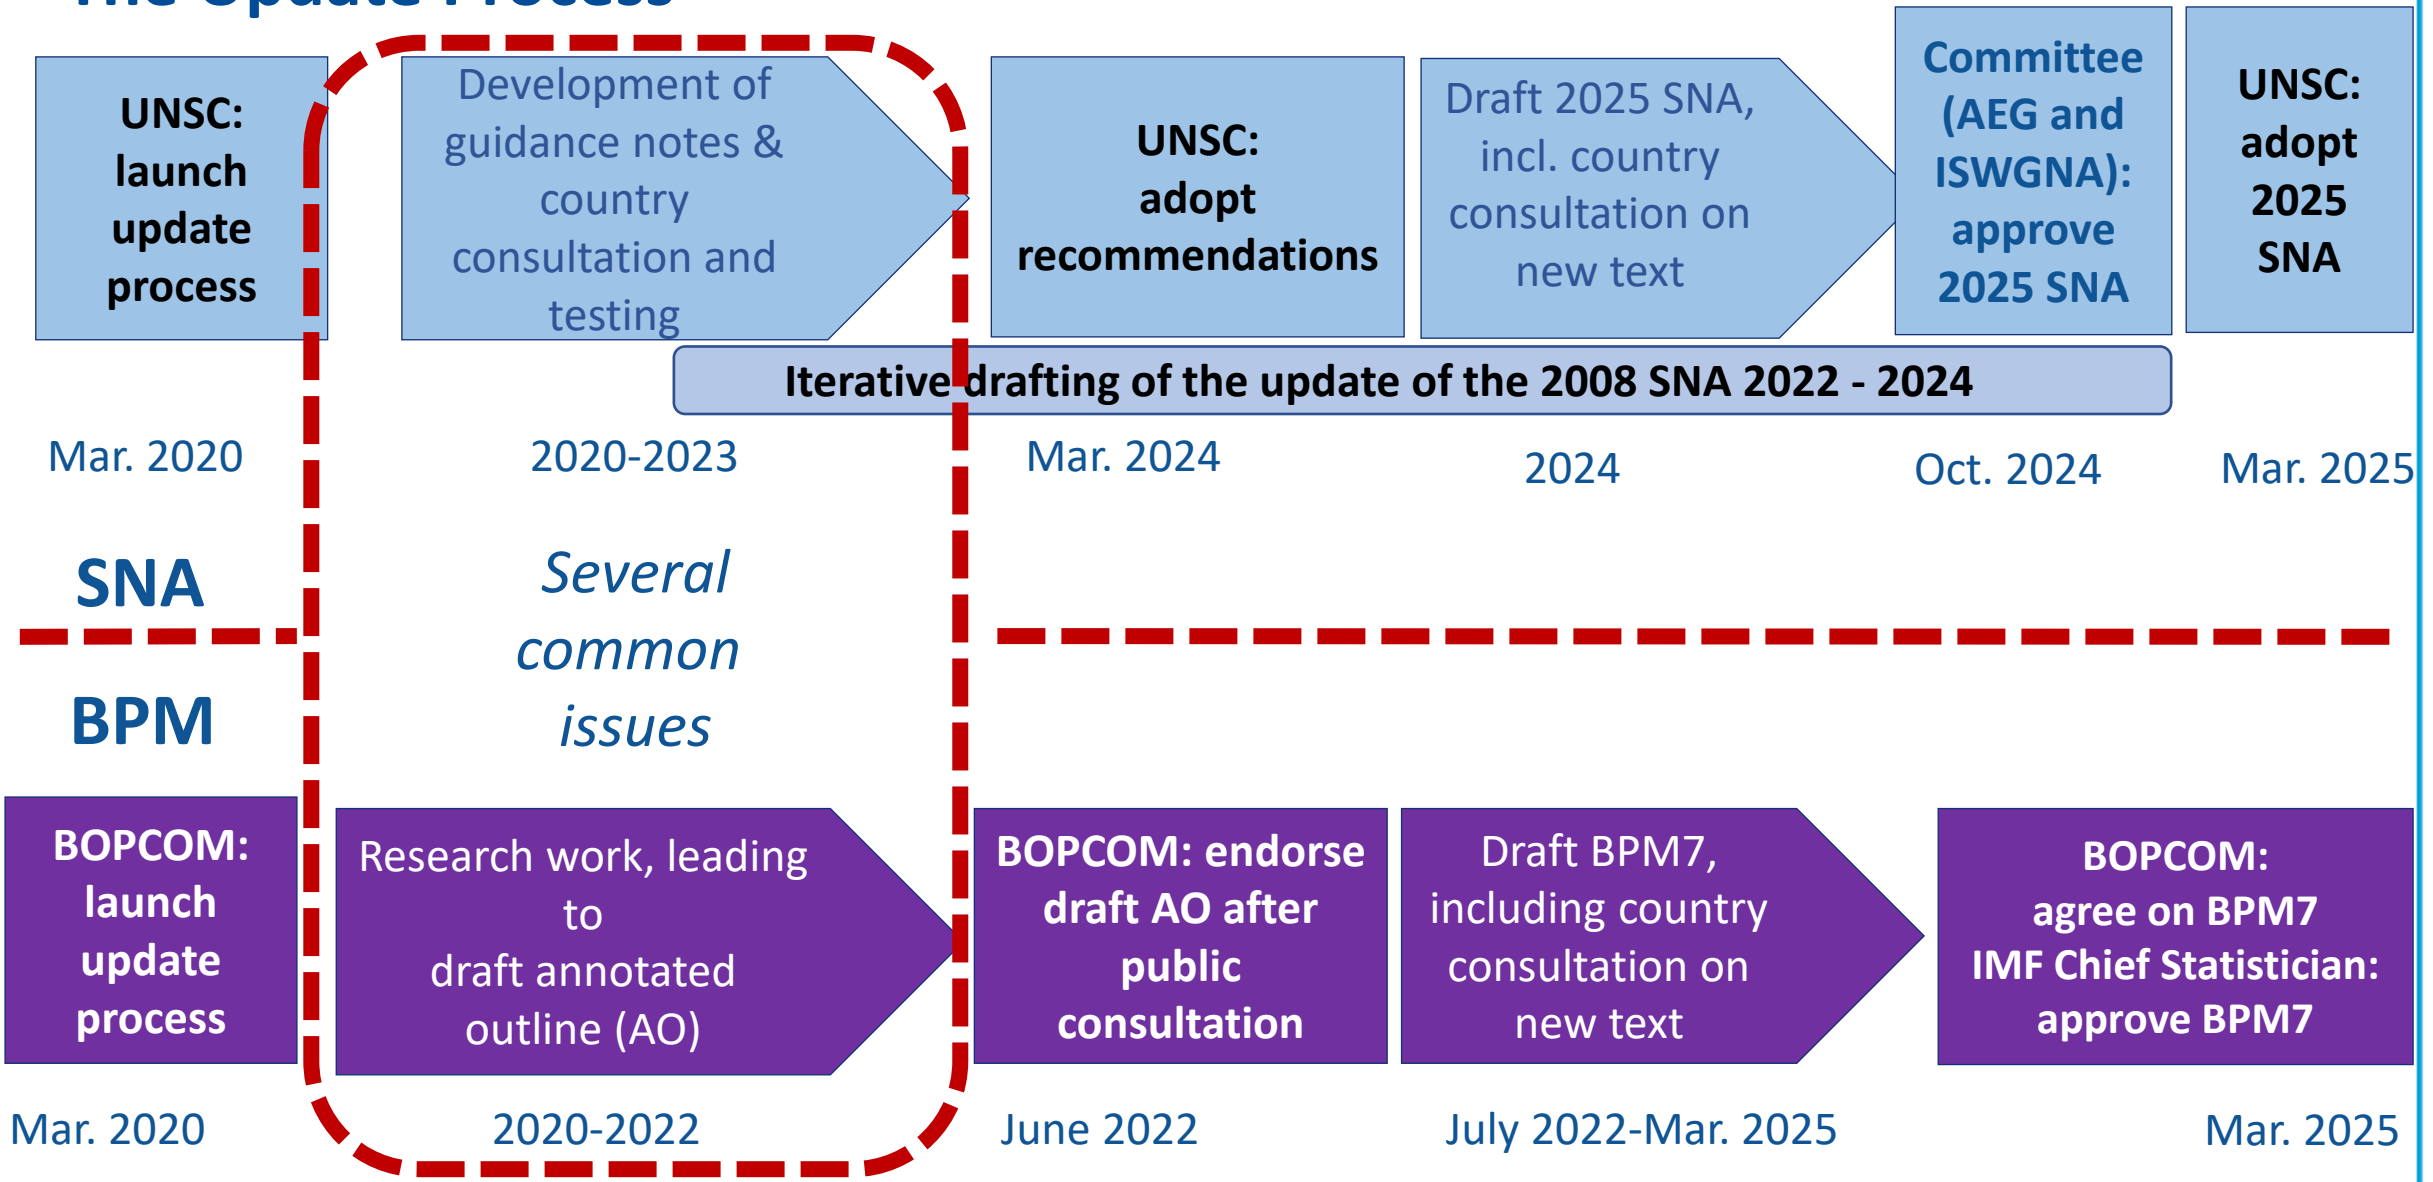 The Update Process
UNSC:
launch
update
process
Development of
guidance notes &
country
consultation and
testing
UNSC:
adopt
recommendations
Draft 2025 SNA,
incl. country
consultation on
new text
Committee
(AEG and
ISWGNA):
approve
2025 SNA
UNSC:
adopt
2025
SNA
Iterative drafting of the update of the 2008 SNA 2022 - 2024
Mar. 2020
2020-2023
Mar. 2024
2024
Oct. 2024
Mar. 2025
SNA
Several
common
issues
BPM
BOPCOM:
launch
update
process
Research work, leading
to
draft annotated
outline (AO)
BOPCOM: endorse
draft AO after
public
consultation
Draft BPM7,
including country
consultation on
new text
BOPCOM:
agree on BPM7
IMF Chief Statistician:
approve BPM7
Mar. 2020
2020-2022
June 2022
July 2022-Mar. 2025
Mar. 2025